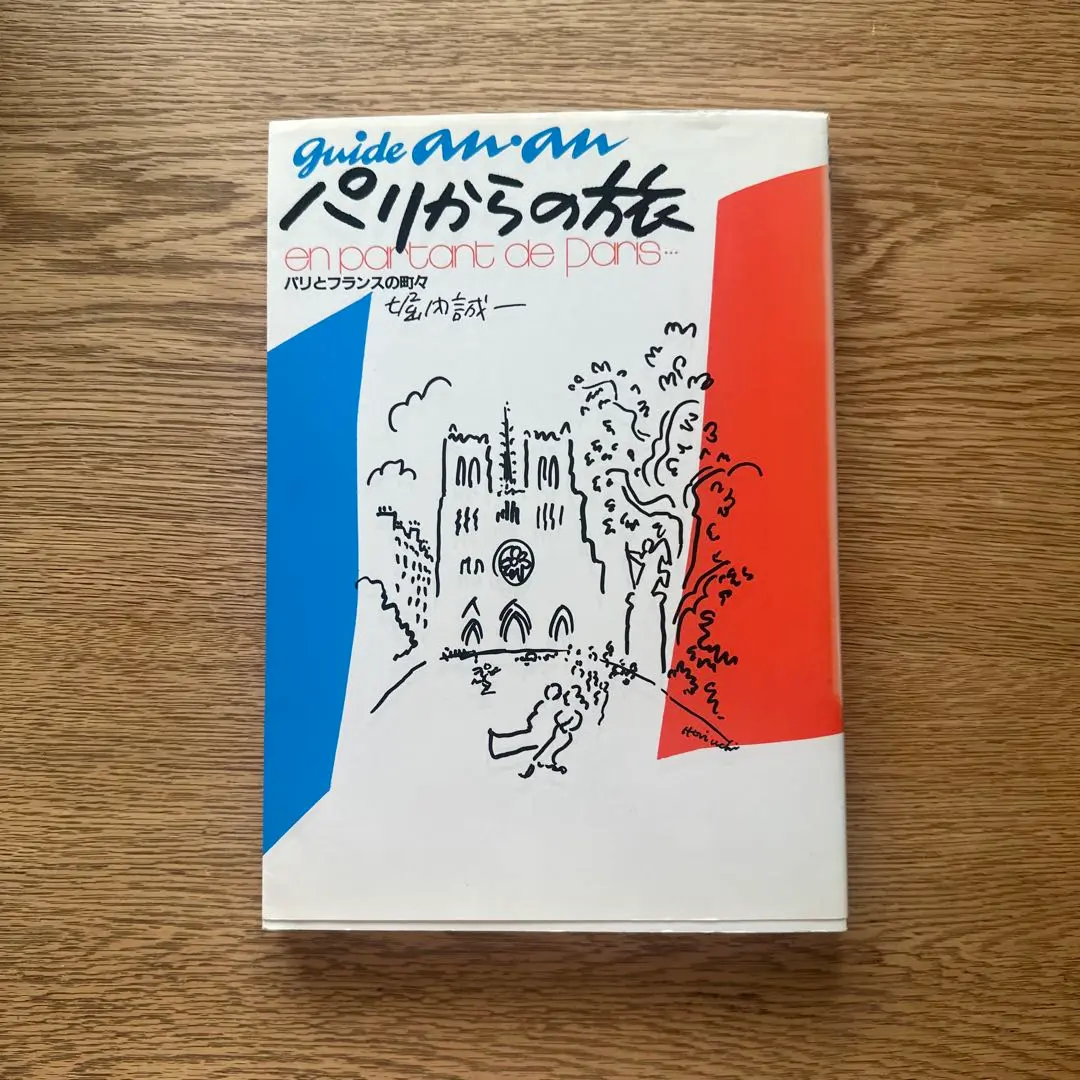 guide an・an
パリからの旅
en partant de Paris…
パリとフランスの町々
堀内誠一
Horiuchi